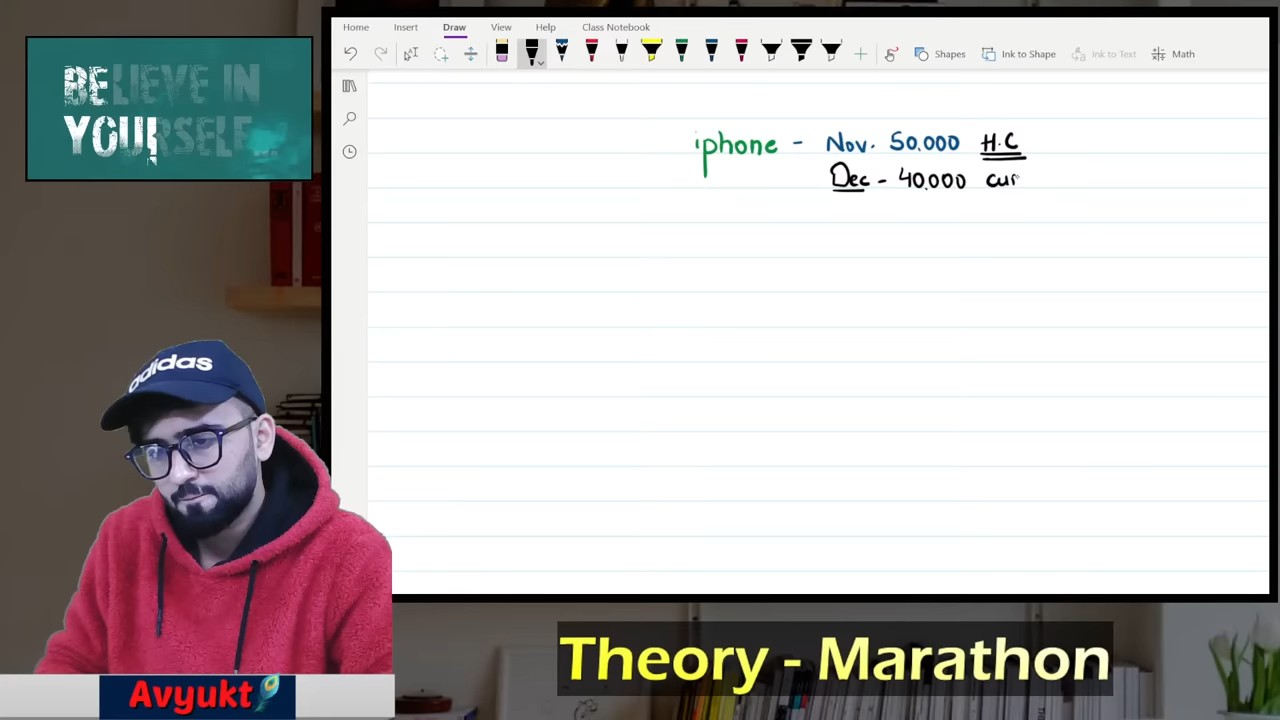 BELIEVE IN
YOURSELF...
Home Insert Draw View Help Class Notebook
Shapes Ink to Shape Ink to Text Math
iphone - Nov. 50,000 H.C
Dec - 40,000 cur
adidas
Theory - Marathon
Avyukt